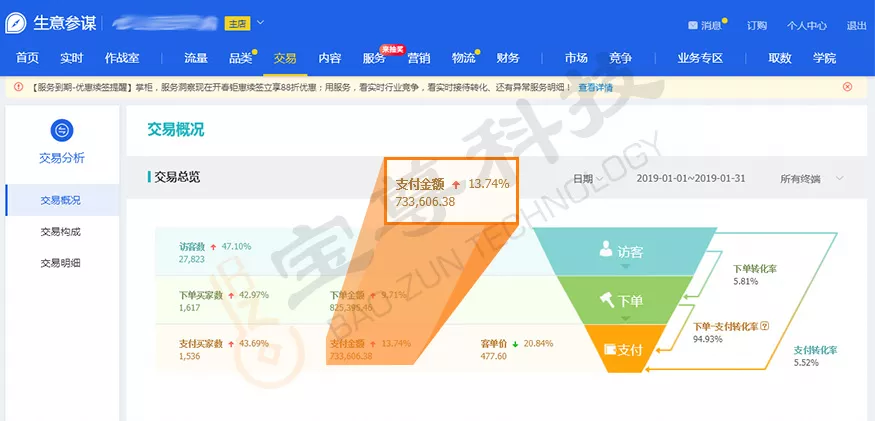 生意参谋 主店 消息 订购 个人中心 退出
首页 实时 作战室 流量 品类 交易 内容 服务 来抽奖 营销 物流 财务 市场 竞争 业务专区 取数 学院
【服务到期-优惠续签提醒】掌柜，服务洞察现在开春钜惠续签立享88折优惠；用服务，看实时行业竞争，看实时接待转化、还有异常服务明细！ 查看详情
交易分析
交易概况
交易构成
交易明细
交易概况
交易总览 日期 2019-01-01~2019-01-31 所有终端
支付金额 13.74%
733,606.38
访客数 47.10%
27,823
下单买家数 42.97%
1,617
下单金额 9.71%
825,395.46
支付买家数 43.69%
1,536
支付金额 13.74%
733,606.38
客单价 20.84%
477.60
访客
下单
支付
下单转化率
5.81%
下单-支付转化率
94.93%
支付转化率
5.52%
宝尊科技
BAO ZUN TECHNOLOGY